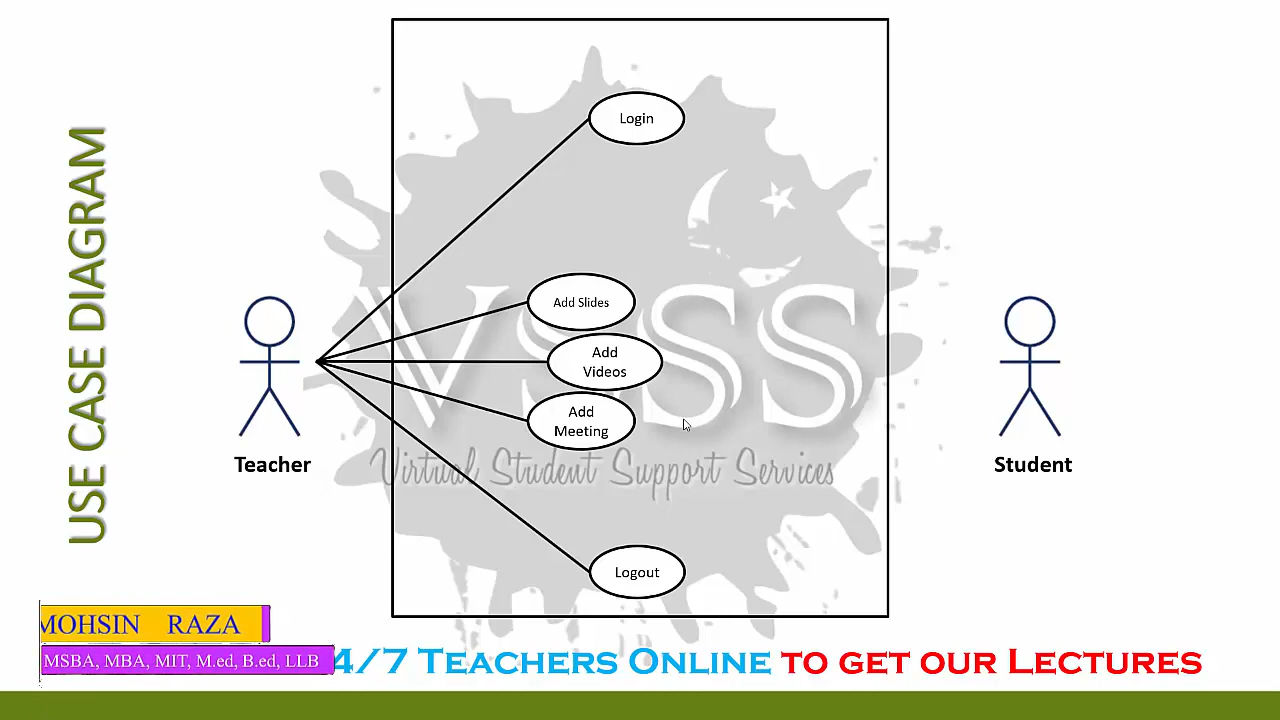 USE CASE DIAGRAM
Login
Add Slides
Add
Videos
Add
Meeting
Logout
Teacher
Student
VSSS
Virtual Student Support Services
MOHSIN RAZA
MSBA, MBA, MIT, M.ed, B.ed, LLB
4/7 TEACHERS ONLINE TO GET OUR LECTURES